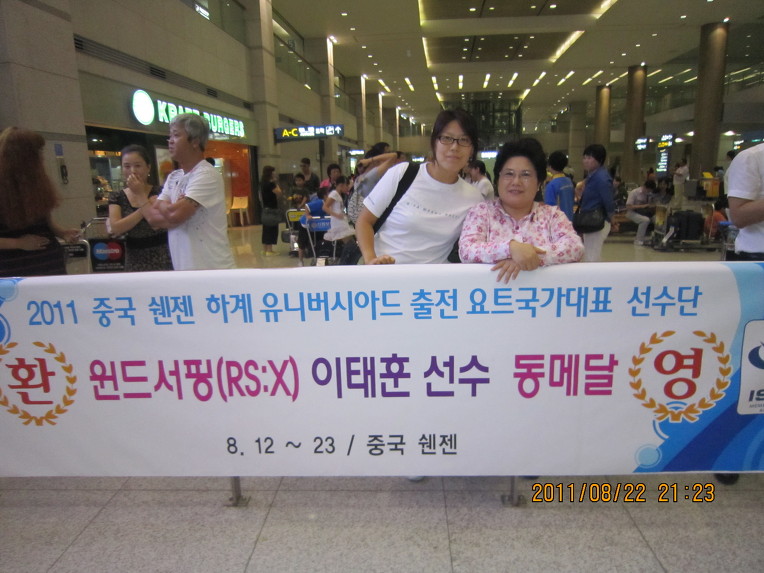 KRAZE BURGERS
A-C
2011 중국 쉔젠 하계 유니버시아드 출전 요트국가대표 선수단
환 윈드서핑(RS:X) 이태훈 선수 동메달 영
8. 12 ~ 23 / 중국 쉔젠
2011/08/22 21:23